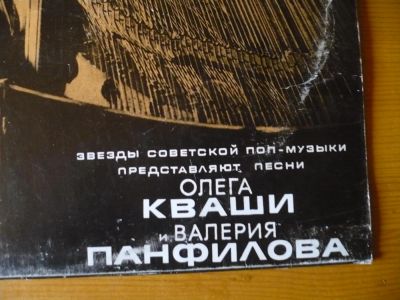 ЗВЕЗДЫ СОВЕТСКОЙ ПОП-МУЗЫКИ
ПРЕДСТАВЛЯЮТ ПЕСНИ
ОЛЕГА
КВАШИ
и ВАЛЕРИЯ
ПАНФИЛОВА